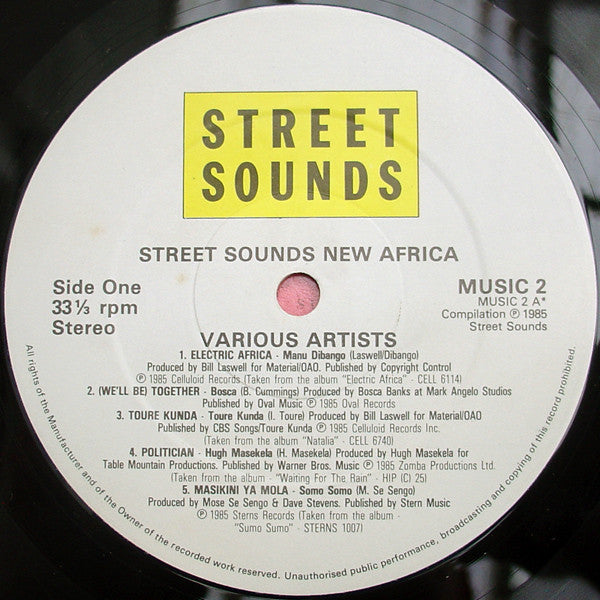 STREET
SOUNDS
STREET SOUNDS NEW AFRICA
Side One
33⅓ rpm
Stereo
MUSIC 2
MUSIC 2 A*
Compilation ℗ 1985
Street Sounds
VARIOUS ARTISTS
1. ELECTRIC AFRICA - Manu Dibango (Laswell/Dibango)
Produced by Bill Laswell for Material/OAO. Published by Copyright Control
℗ 1985 Celluloid Records (Taken from the album "Electric Africa" - CELL 6114)
2. (WE'LL BE) TOGETHER - Bosca (B. Cummings) Produced by Bosca Banks at Mark Angelo Studios
Published by Oval Music ℗ 1985 Oval Records
3. TOURE KUNDA - Toure Kunda (I. Toure) Produced by Bill Laswell for Material/OAO
Published by CBS Songs/Toure Kunda ℗ 1985 Celluloid Records Inc.
(Taken from the album "Natalia" - CELL 6740)
4. POLITICIAN - Hugh Masekela (H. Masekela) Produced by Hugh Masekela for
Table Mountain Productions. Published by Warner Bros. Music ℗ 1985 Zomba Productions Ltd.
(Taken from the album - "Waiting For The Rain" - HIP (C) 25)
5. MASIKINI YA MOLA - Somo Somo (M. Se Sengo)
Produced by Mose Se Sengo & Dave Stevens. Published by Stern Music
℗ 1985 Sterns Records (Taken from the album -
"Sumo Sumo" - STERNS 1007)
All rights of the Manufacturer and of the Owner of the recorded work reserved. Unauthorised public performance, broadcasting and copying of this record prohibited.